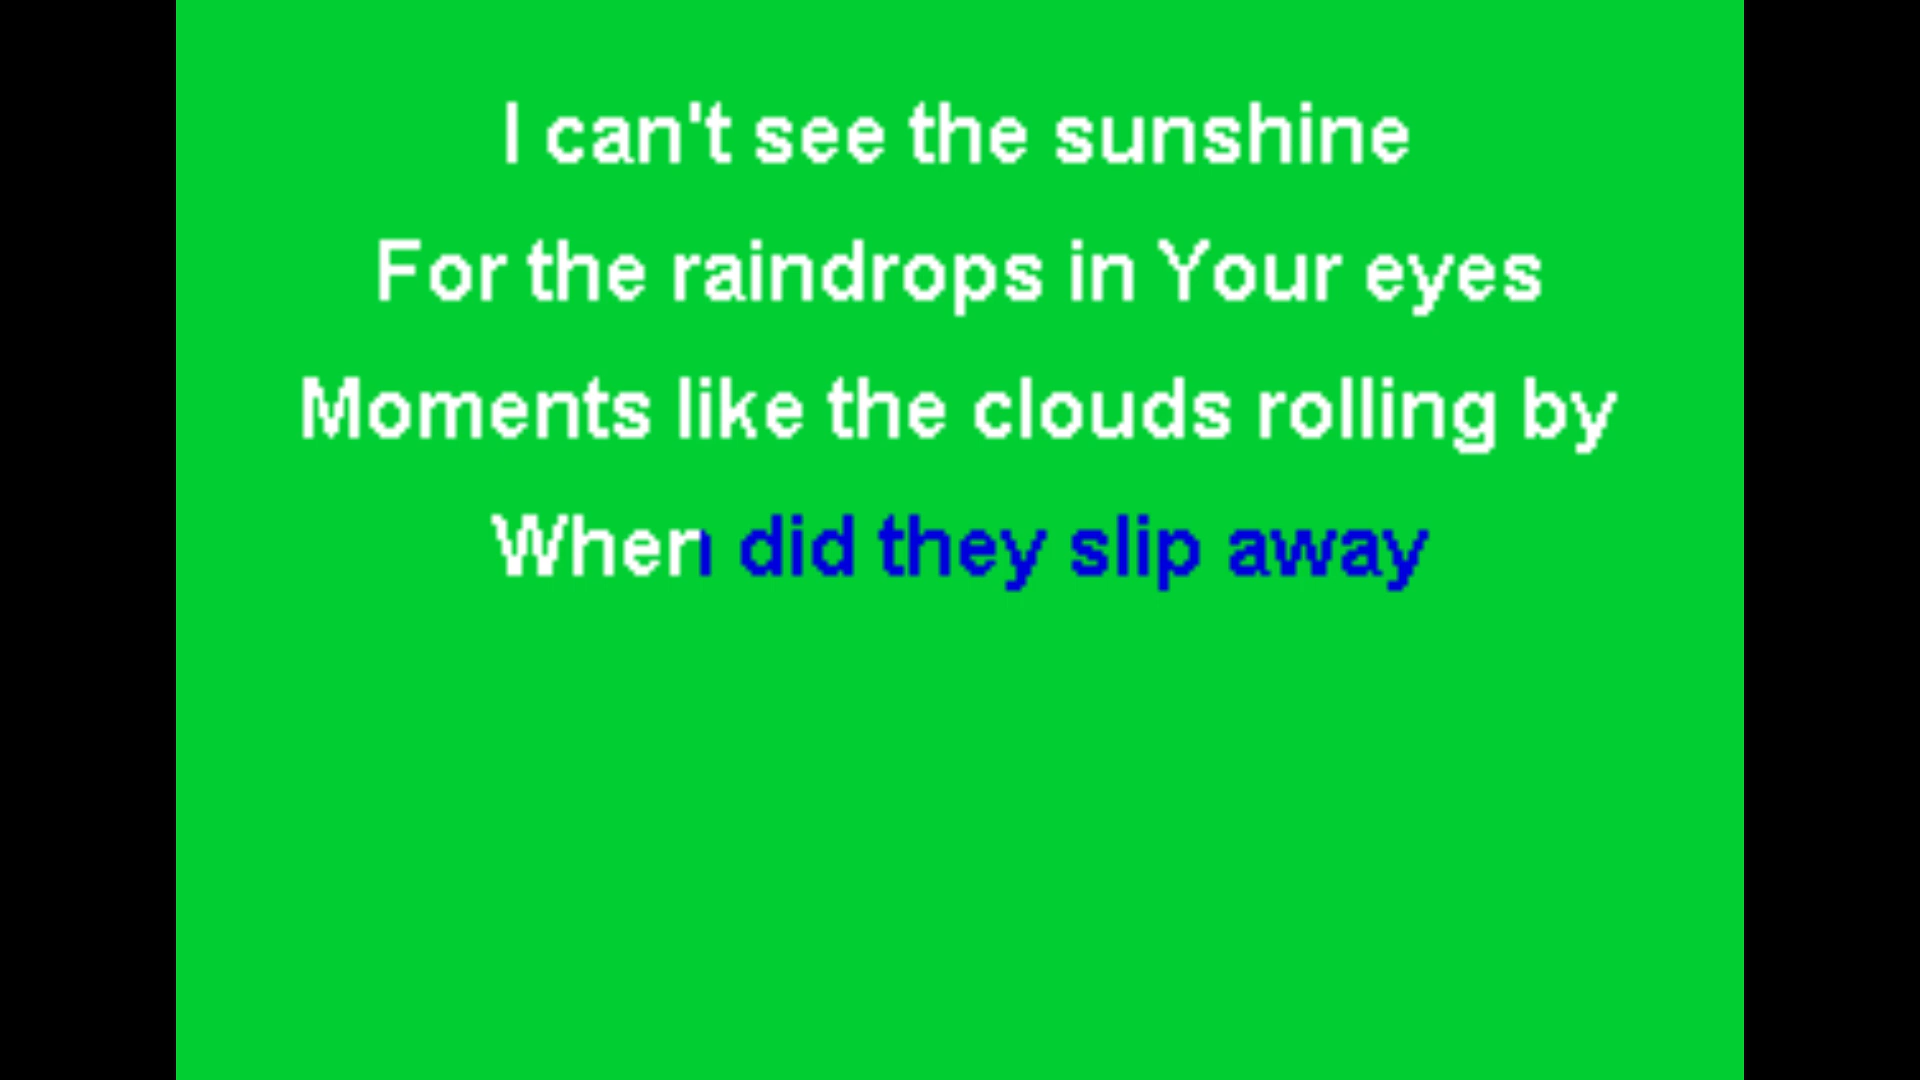 I can't see the sunshine
For the raindrops in Your eyes
Moments like the clouds rolling by
When did they slip away